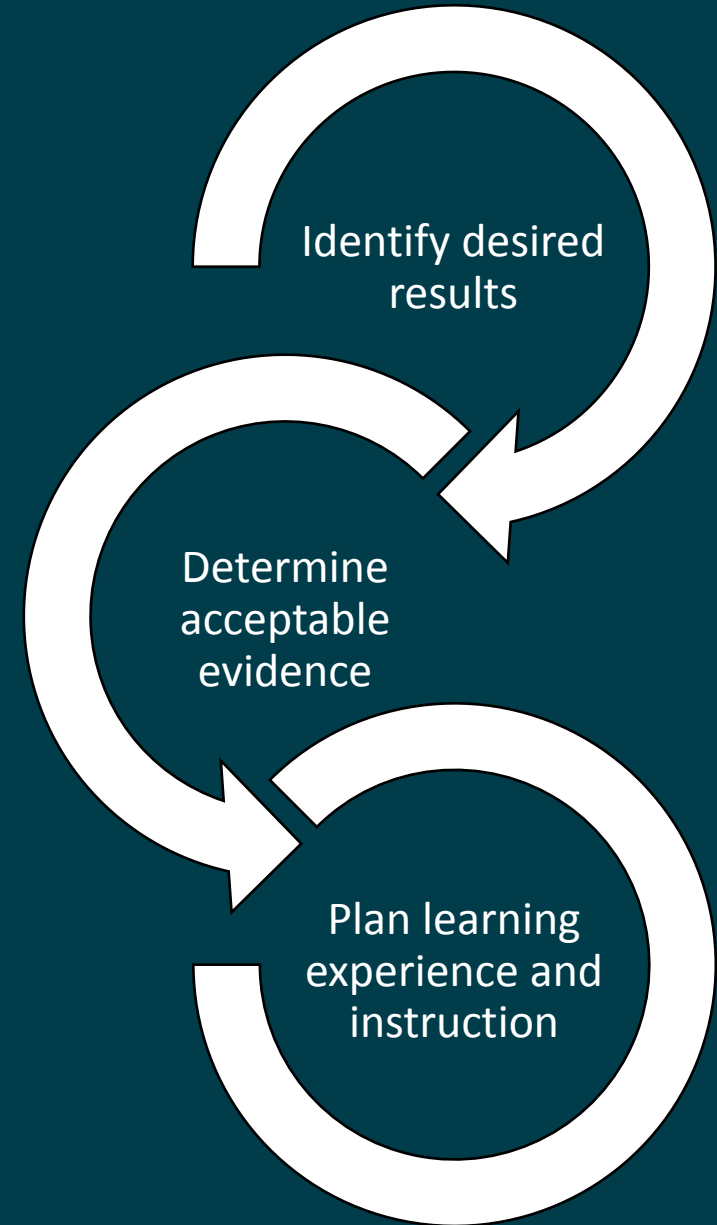 Identify desired
results
Determine
acceptable
evidence
Plan learning
experience and
instruction